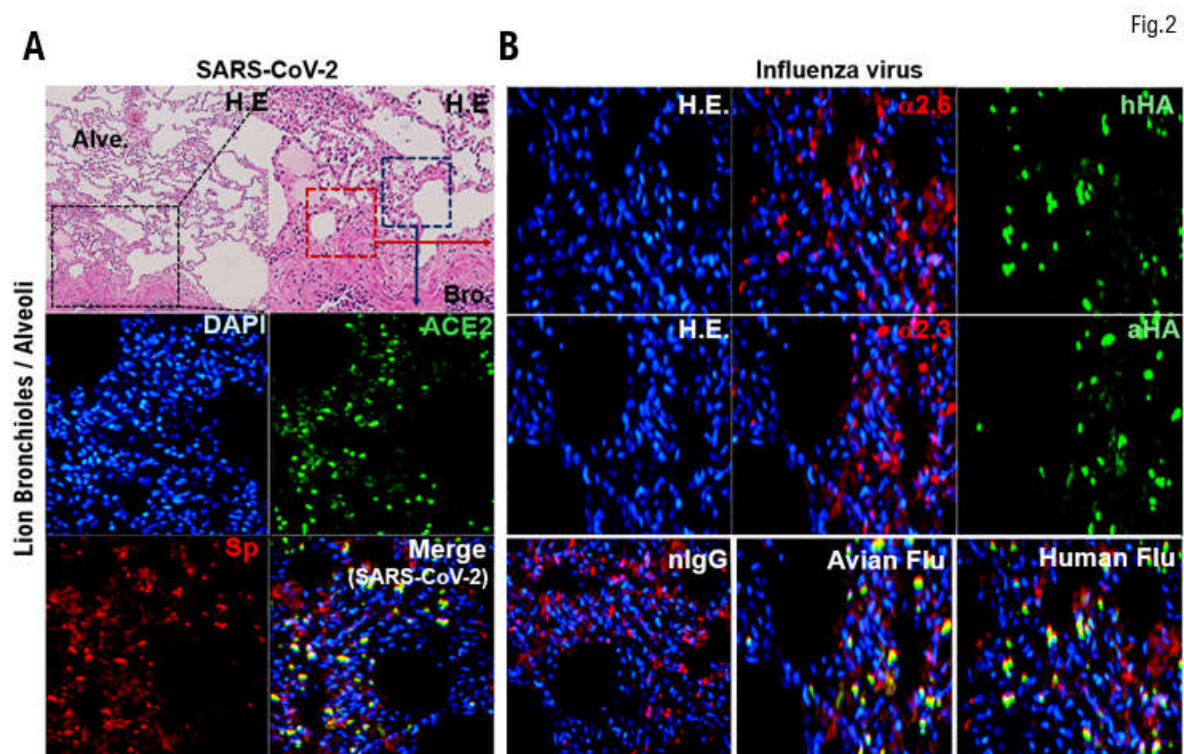 Fig.2
A
B
SARS-CoV-2
Influenza virus
H.E
H.E
Alve.
Bro.
H.E.
α2.6
hHA
DAPI
ACE2
H.E.
α2.3
aHA
Lion Bronchioles / Alveoli
Sp
Merge
(SARS-CoV-2)
nIgG
Avian Flu
Human Flu